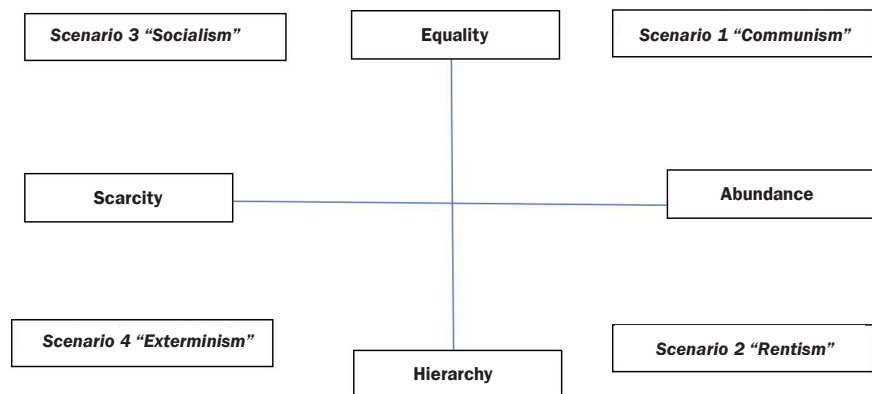 Scenario 3 “Socialism”
Equality
Scenario 1 “Communism”
Scarcity
Abundance
Scenario 4 “Exterminism”
Hierarchy
Scenario 2 “Rentism”